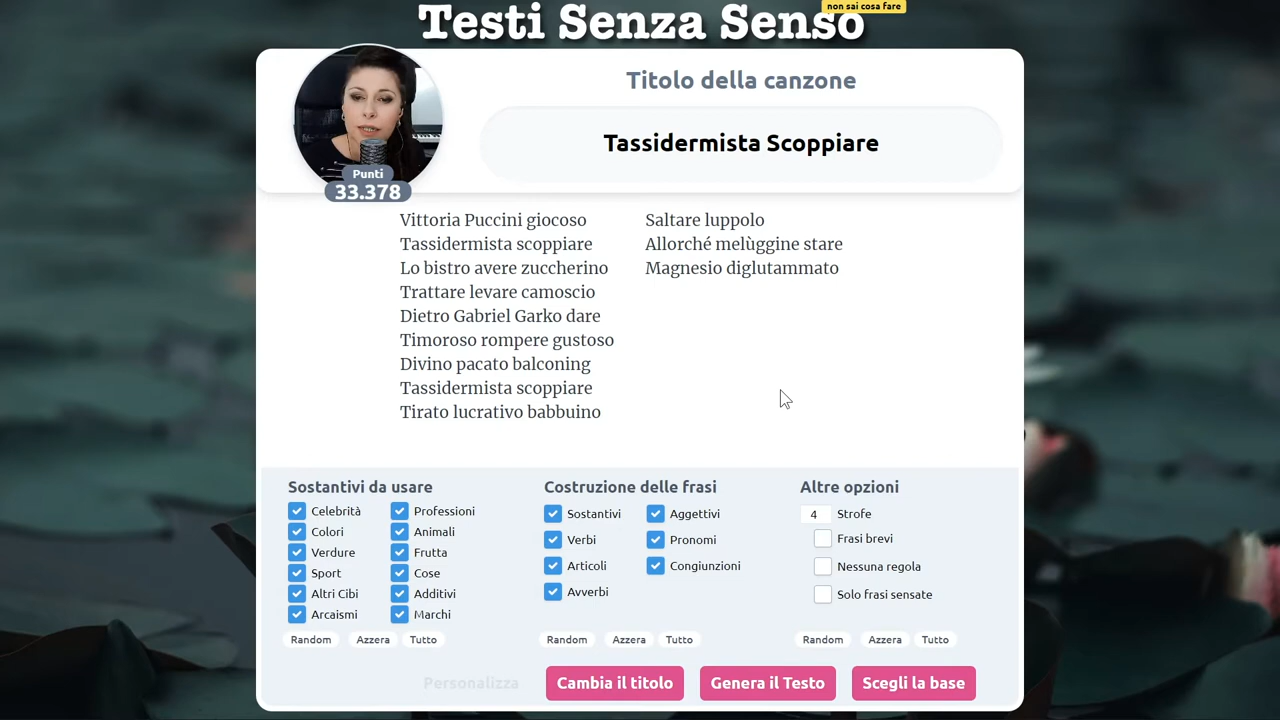 non sai cosa fare
Testi Senza Senso
Titolo della canzone
Tassidermista Scoppiare
Punti
33.378
Vittoria Puccini giocoso
Tassidermista scoppiare
Lo bistro avere zuccherino
Trattare levare camoscio
Dietro Gabriel Garko dare
Timoroso rompere gustoso
Divino pacato balconing
Tassidermista scoppiare
Tirato lucrativo babbuino
Saltare luppolo
Allorché melùggine stare
Magnesio diglutammato
Sostantivi da usare
Celebrità
Professioni
Colori
Animali
Verdure
Frutta
Sport
Cose
Altri Cibi
Additivi
Arcaismi
Marchi
Random
Azzera
Tutto
Costruzione delle frasi
Sostantivi
Aggettivi
Verbi
Pronomi
Articoli
Congiunzioni
Avverbi
Random
Azzera
Tutto
Altre opzioni
4 Strofe
Frasi brevi
Nessuna regola
Solo frasi sensate
Random
Azzera
Tutto
Personalizza
Cambia il titolo
Genera il Testo
Scegli la base